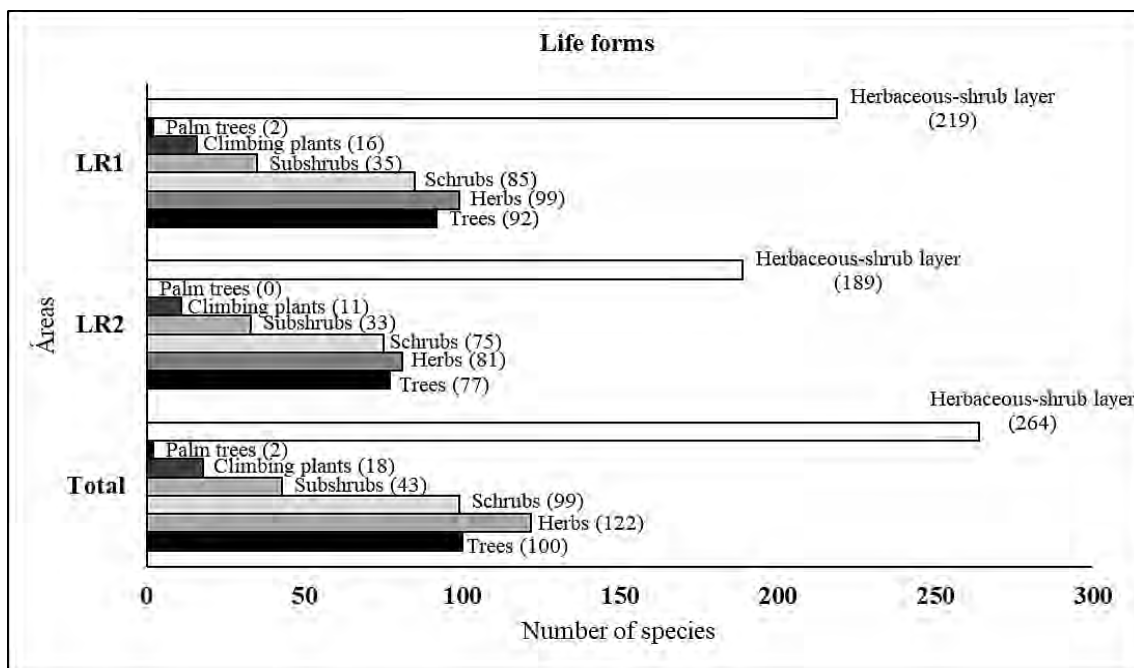 Life forms
Áreas
LR1
Herbaceous-shrub layer
(219)
Palm trees (2)
Climbing plants (16)
Subshrubs (35)
Schrubs (85)
Herbs (99)
Trees (92)
LR2
Herbaceous-shrub layer
(189)
Palm trees (0)
Climbing plants (11)
Subshrubs (33)
Schrubs (75)
Herbs (81)
Trees (77)
Total
Herbaceous-shrub layer
(264)
Palm trees (2)
Climbing plants (18)
Subshrubs (43)
Schrubs (99)
Herbs (122)
Trees (100)
0 50 100 150 200 250 300
Number of species